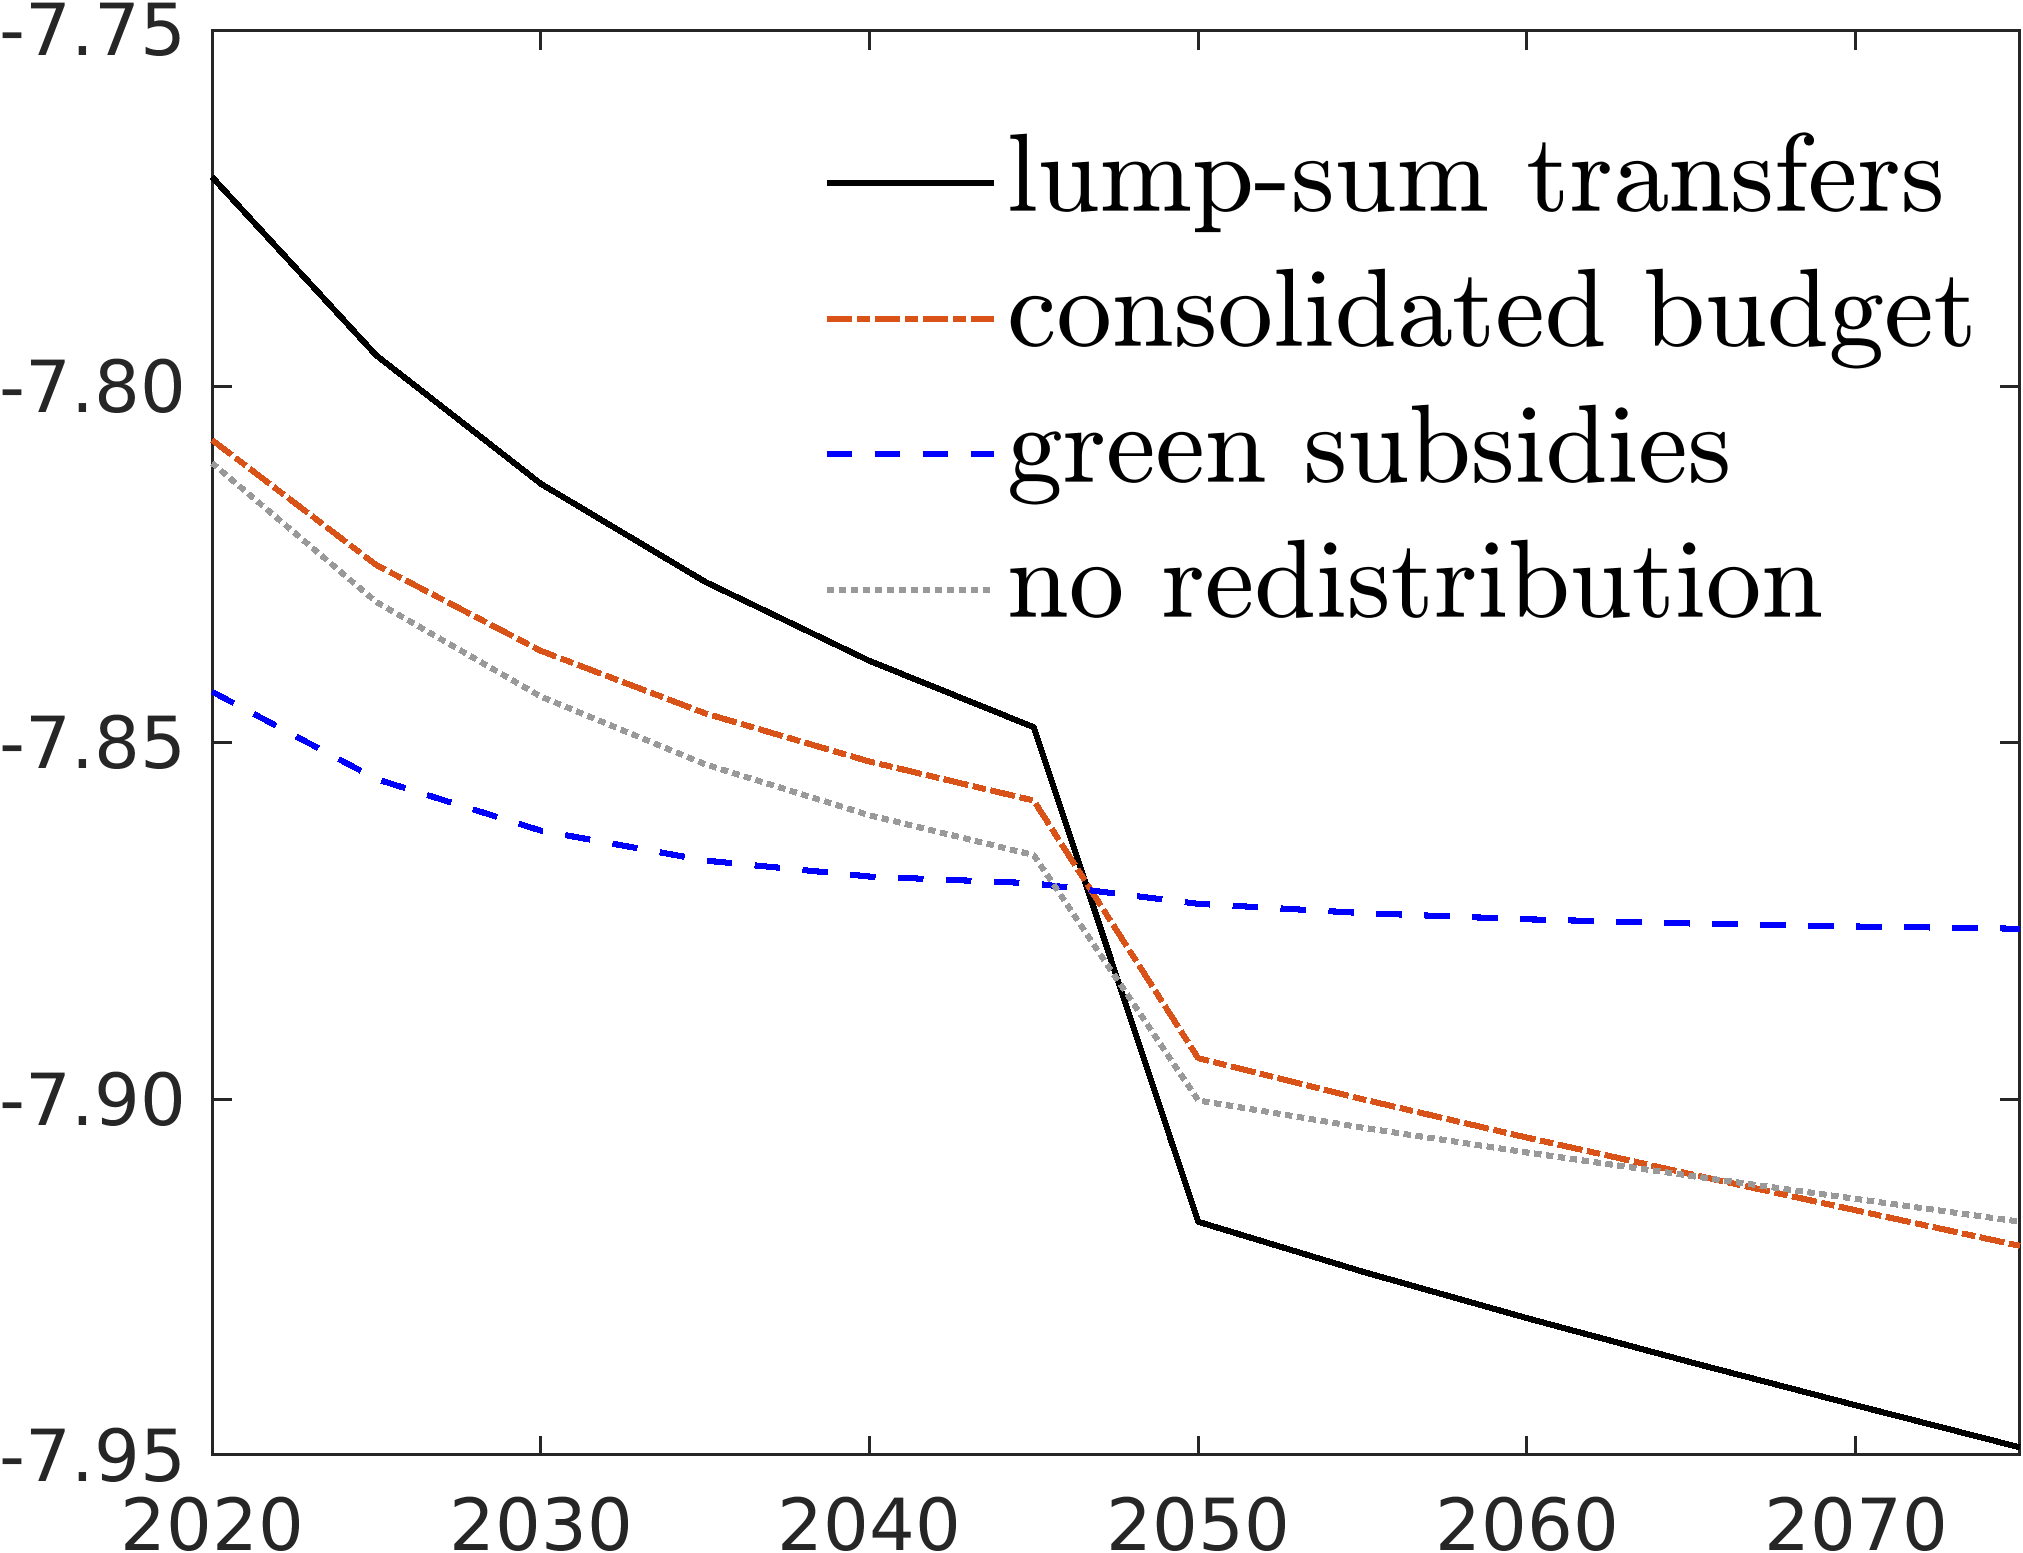 -7.75
lump-sum transfers
consolidated budget
-7.80
green subsidies
no redistribution
-7.85
-7.90
-7.95
2020 2030 2040 2050 2060 2070